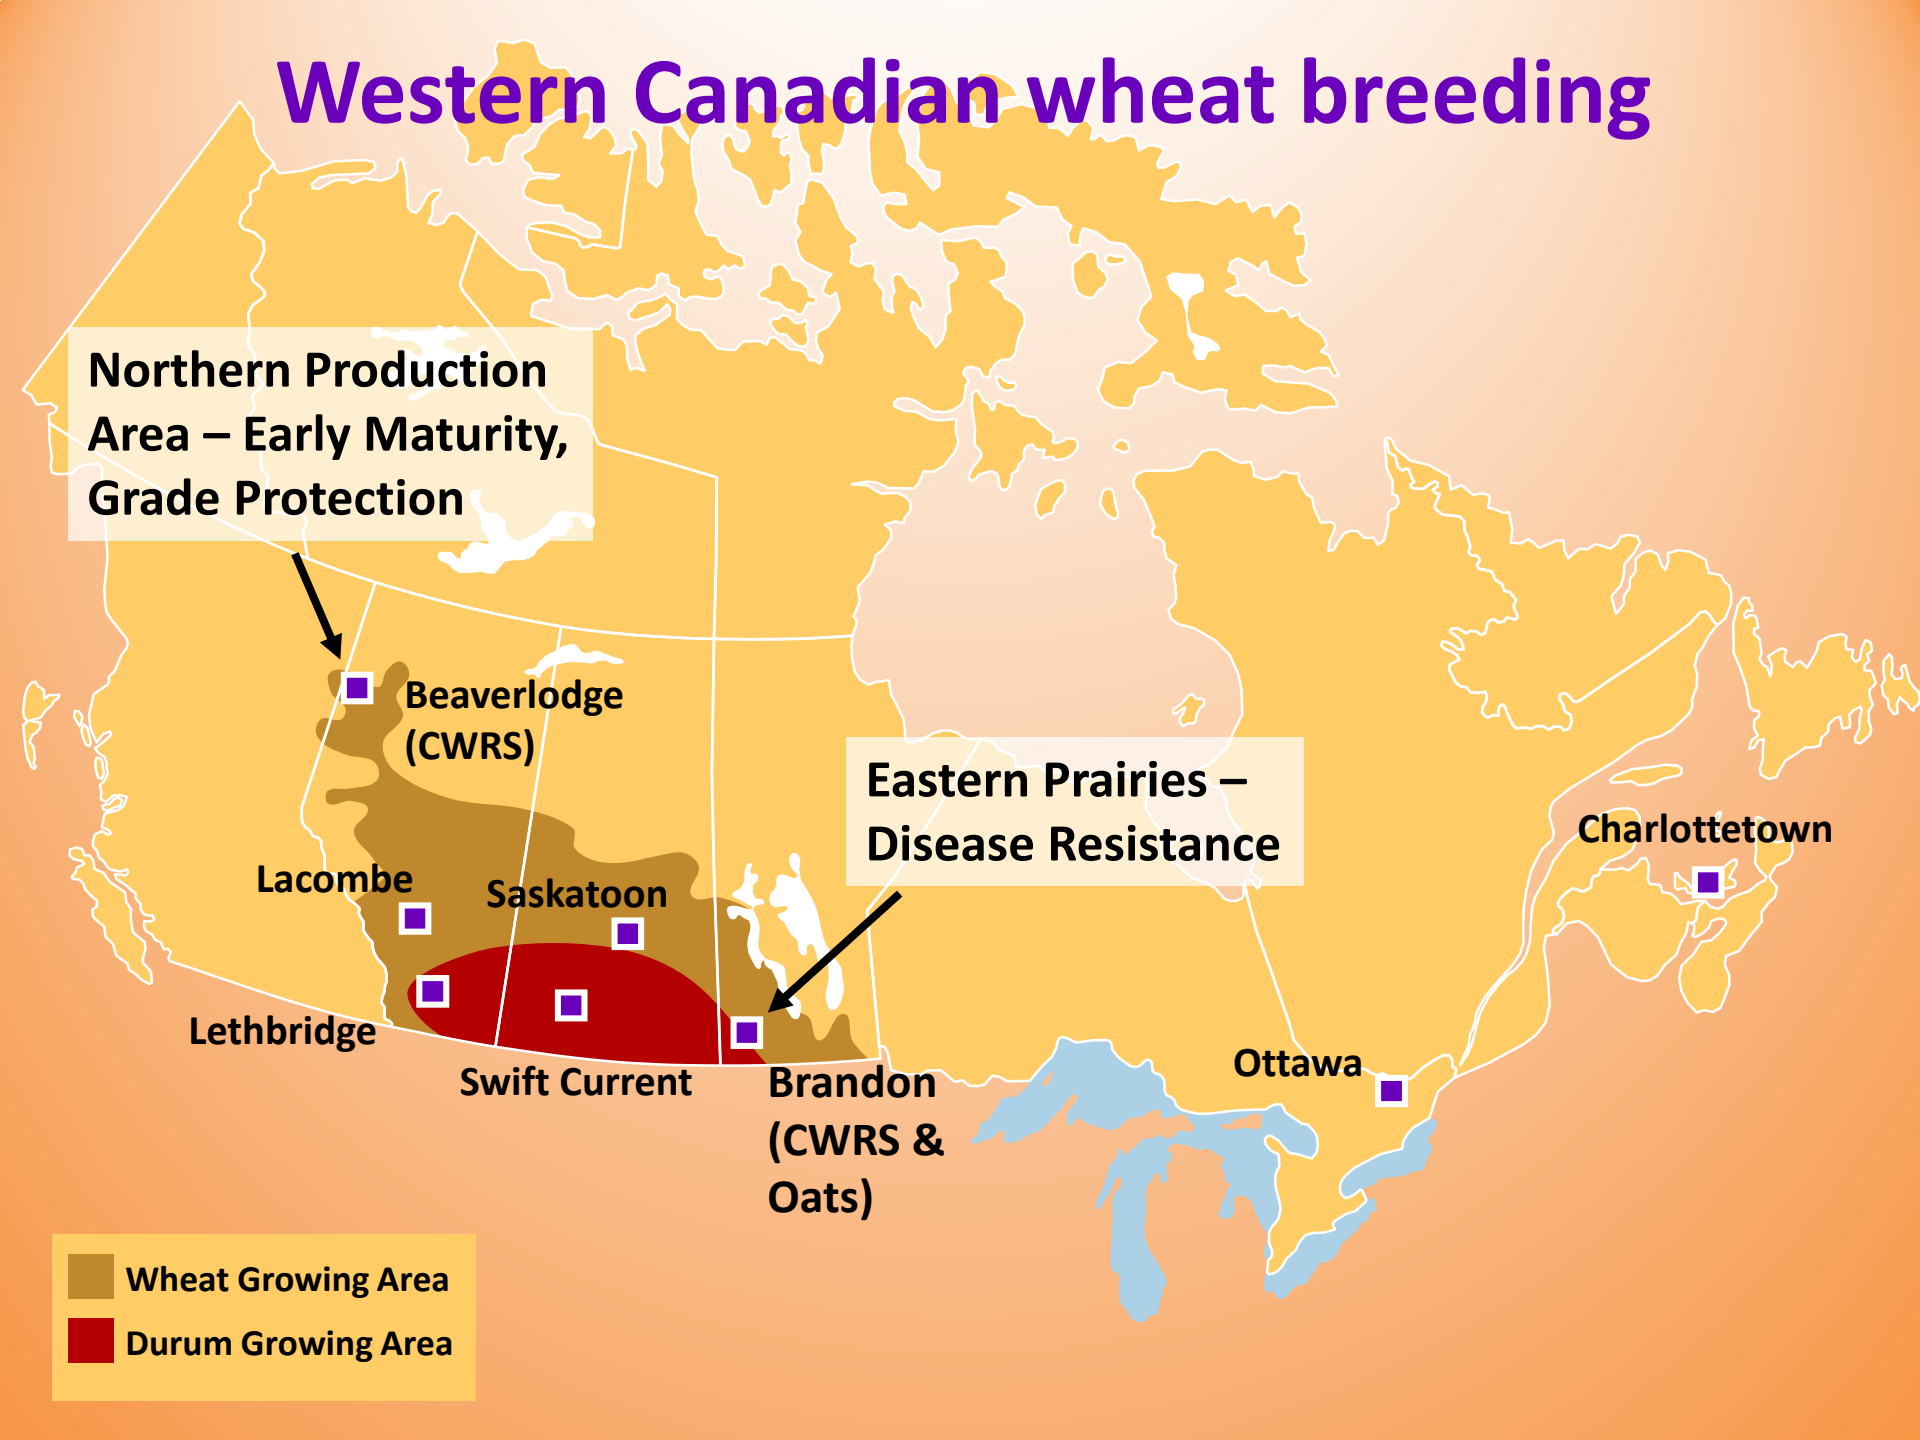 Western Canadian wheat breeding
Northern Production
Area – Early Maturity,
Grade Protection
Beaverlodge
(CWRS)
Eastern Prairies –
Disease Resistance
Charlottetown
Lacombe
Saskatoon
Lethbridge
Swift Current
Brandon
(CWRS &
Oats)
Ottawa
Wheat Growing Area
Durum Growing Area